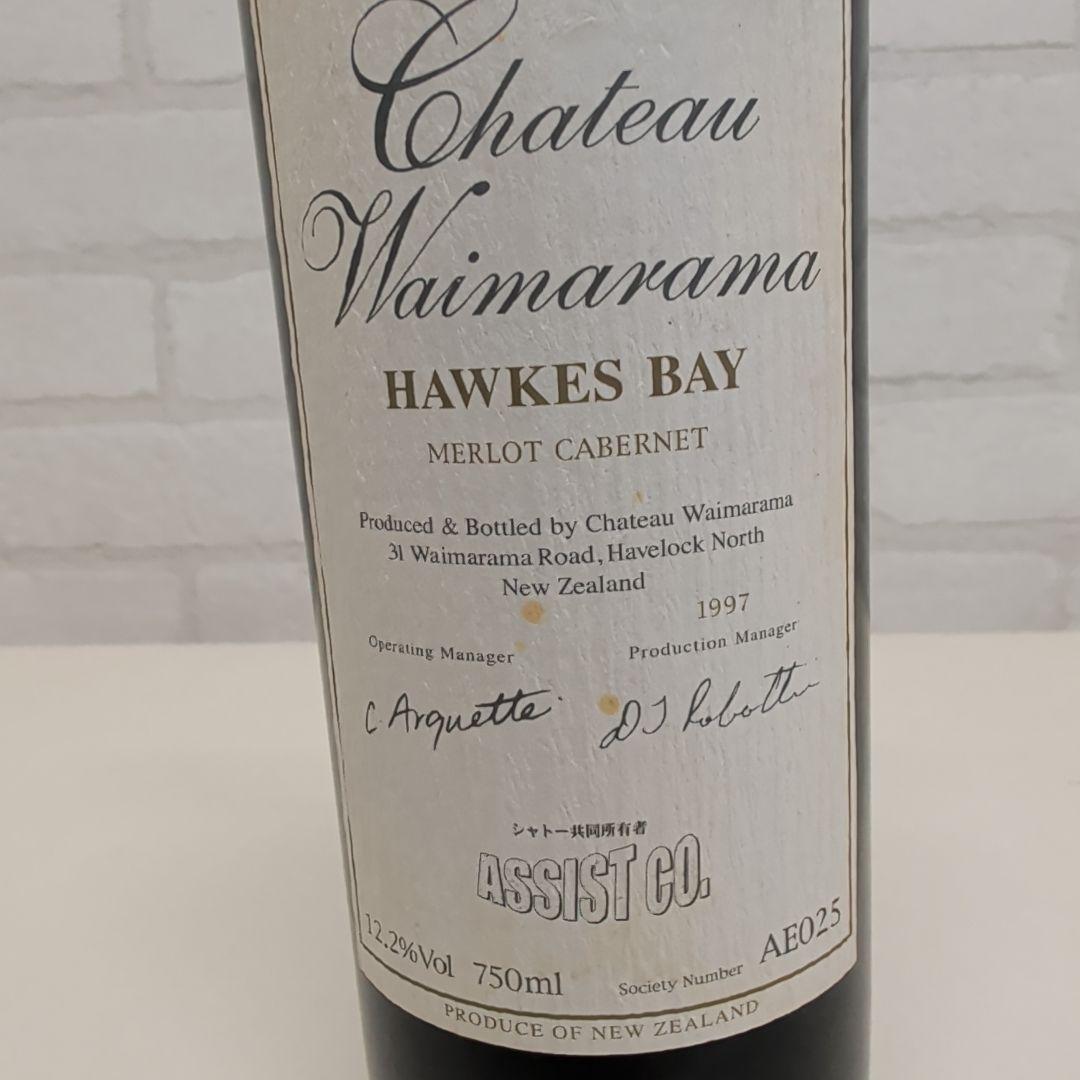 Chateau
Waimarama
HAWKES BAY
MERLOT CABERNET
Produced & Bottled by Chateau Waimarama
31 Waimarama Road, Havelock North
New Zealand
1997
Operating Manager
Production Manager
C. Arquette
DJ
シャトー共同所有者
ASSIST CO.
12.2%Vol 750ml Society Number AE025
PRODUCE OF NEW ZEALAND